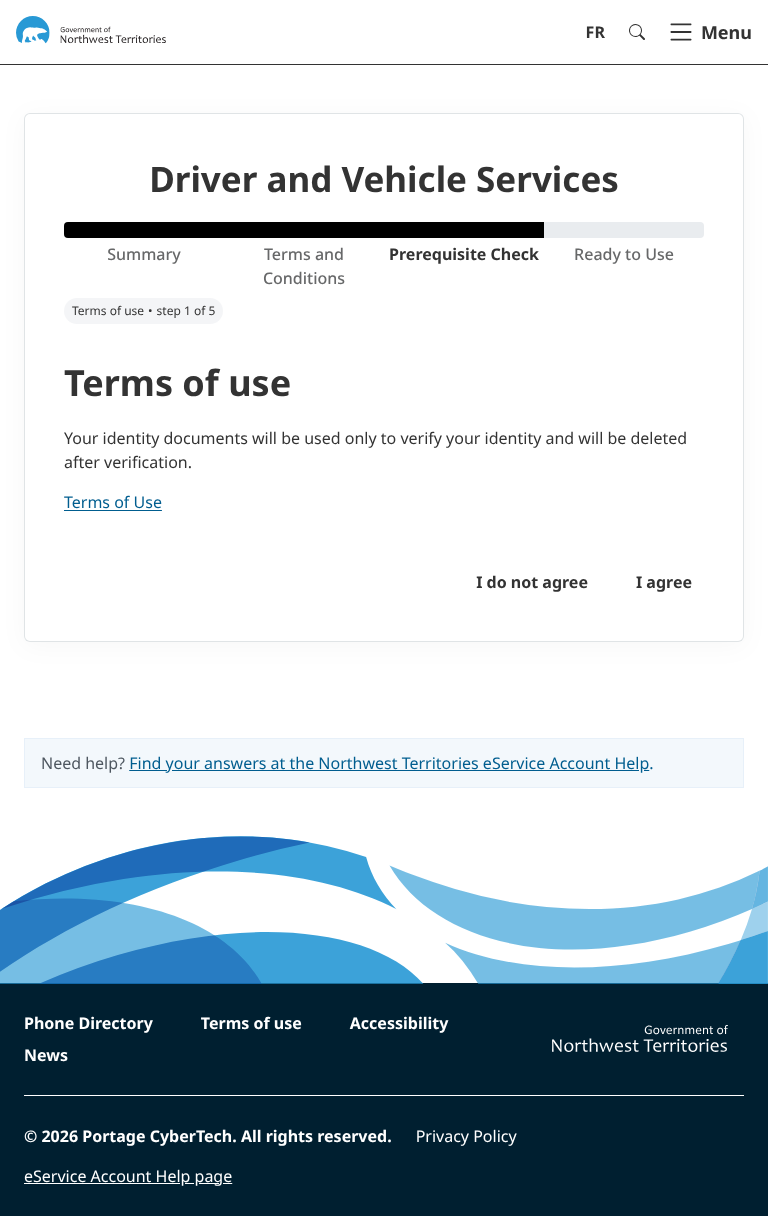 Government of
Northwest Territories
FR
Menu
Driver and Vehicle Services
Summary
Terms and
Conditions
Prerequisite Check
Ready to Use
Terms of use • step 1 of 5
Terms of use
Your identity documents will be used only to verify your identity and will be deleted
after verification.
Terms of Use
I do not agree
I agree
Need help? Find your answers at the Northwest Territories eService Account Help.
Phone Directory
Terms of use
Accessibility
News
Government of
Northwest Territories
© 2026 Portage CyberTech. All rights reserved.
Privacy Policy
eService Account Help page